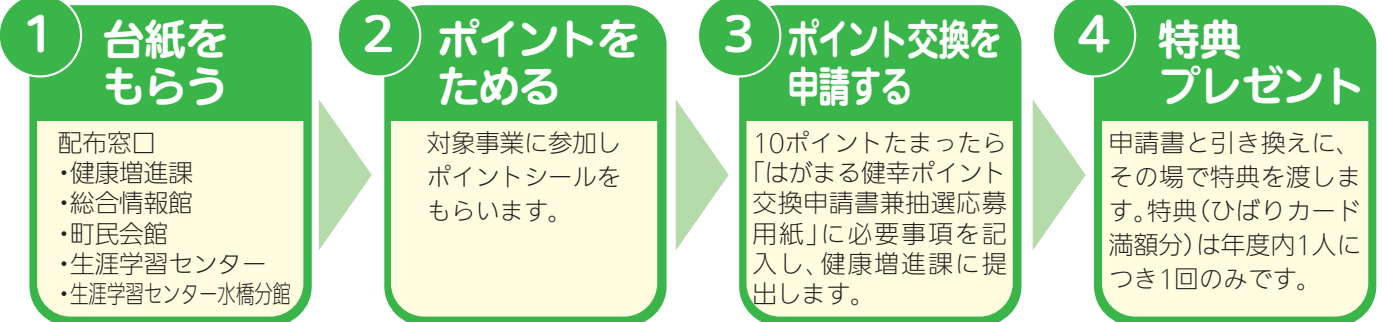 1
台紙を
もらう
配布窓口
・健康増進課
・総合情報館
・町民会館
・生涯学習センター
・生涯学習センター水橋分館
2
ポイントを
ためる
対象事業に参加し
ポイントシールを
もらいます。
3
ポイント交換を
申請する
10ポイントたまったら
「はがまる健幸ポイント
交換申請書兼抽選応募
用紙」に必要事項を記
入し、健康増進課に提
出します。
4
特典
プレゼント
申請書と引き換えに、
その場で特典を渡しま
す。特典(ひばりカード
満額分)は年度内1人に
つき1回のみです。